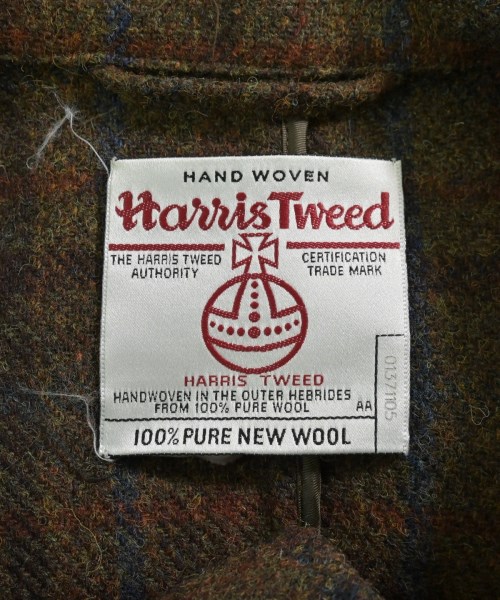 HAND WOVEN
Harris Tweed
THE HARRIS TWEED AUTHORITY
CERTIFICATION TRADE MARK
HARRIS TWEED
HANDWOVEN IN THE OUTER HEBRIDES
FROM 100% PURE WOOL AA
01371105
100% PURE NEW WOOL